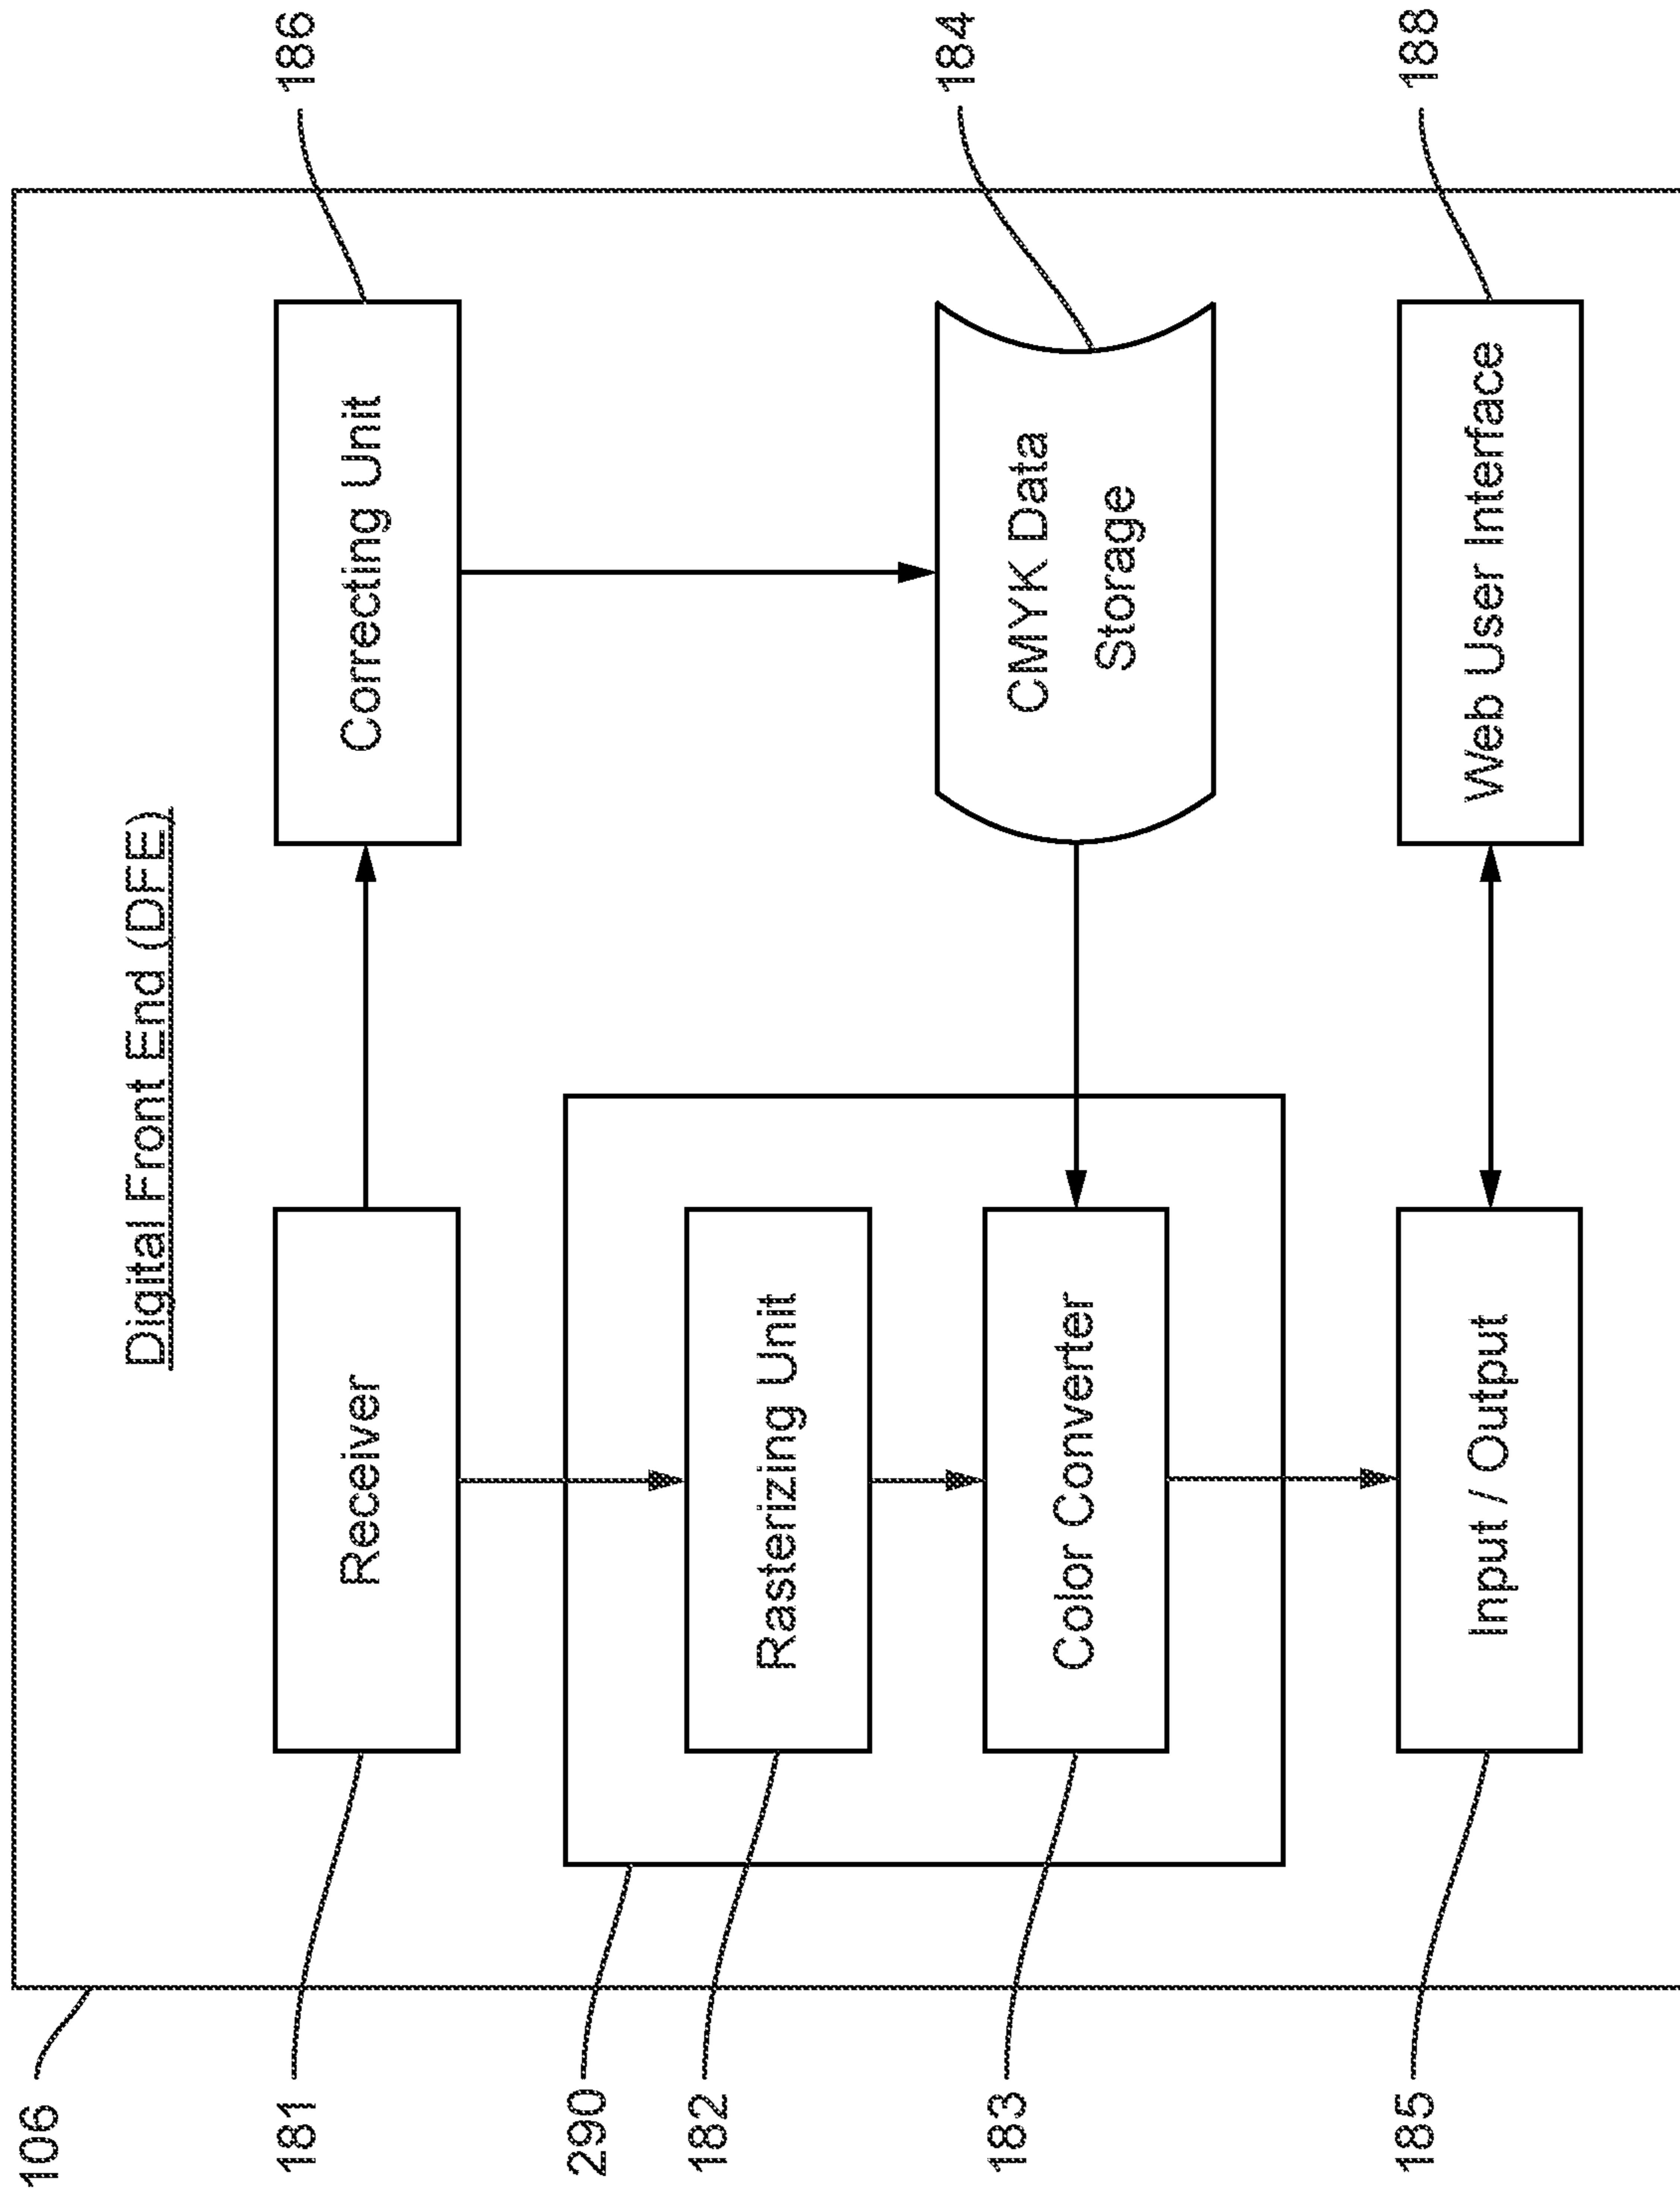 Digital Front End (DFE)
106
181
Receiver
Correcting Unit
186
290
182
Rasterizing Unit
183
Color Converter
CMYK Data
Storage
184
185
Input / Output
Web User Interface
188